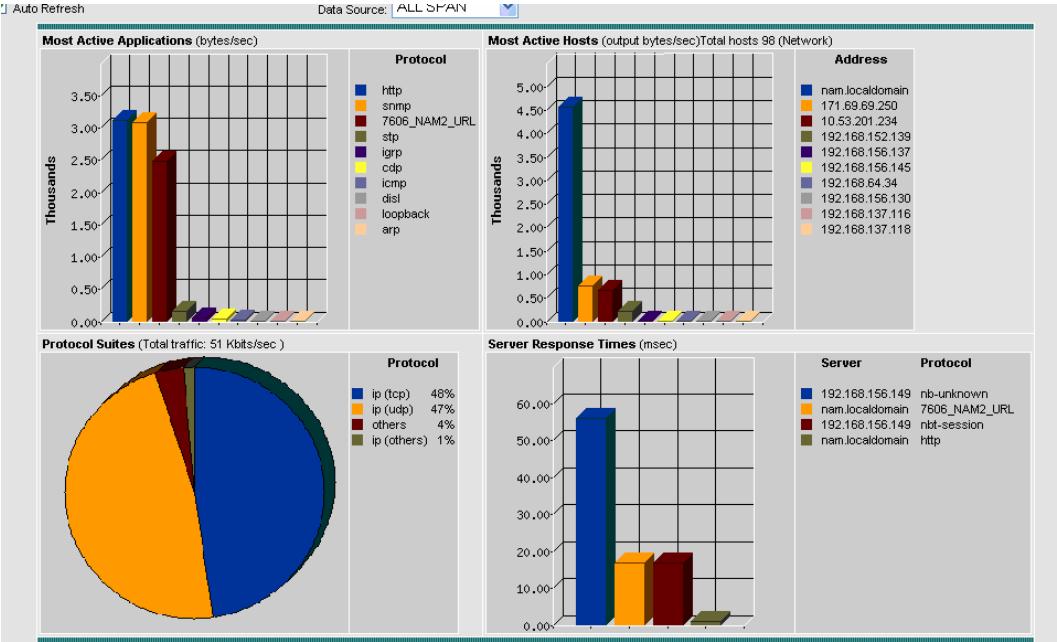 Auto Refresh
Data Source: ALL SPAN
Most Active Applications (bytes/sec)
3.50
3.00
2.50
2.00
1.50
1.00
0.50
0.00
Thousands
Protocol
http
snmp
7606_NAM2_URL
stp
igrp
cdp
icmp
disl
loopback
arp
Most Active Hosts (output bytes/sec)Total hosts 98 (Network)
5.00
4.50
4.00
3.50
3.00
2.50
2.00
1.50
1.00
0.50
0.00
Thousands
Address
nam.localdomain
171.69.69.250
10.53.201.234
192.168.152.139
192.168.156.137
192.168.156.145
192.168.64.34
192.168.156.130
192.168.137.116
192.168.137.118
Protocol Suites (Total traffic: 51 Kbits/sec )
Protocol
ip (tcp) 48%
ip (udp) 47%
others 4%
ip (others) 1%
Server Response Times (msec)
60.00
50.00
40.00
30.00
20.00
10.00
0.00
Server Protocol
192.168.156.149 nb-unknown
nam.localdomain 7606_NAM2_URL
192.168.156.149 nbt-session
nam.localdomain http